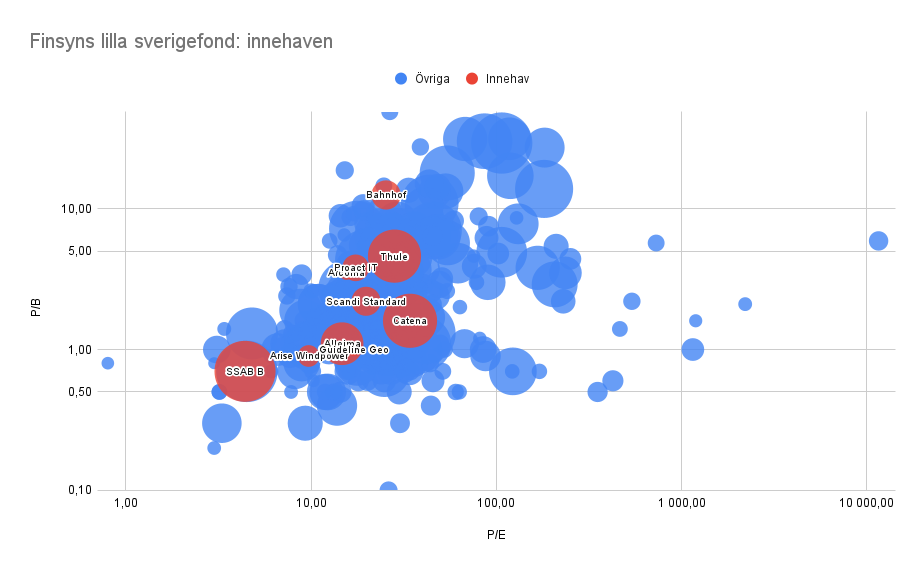 Finsyns lilla sverigefond: innehaven
Övriga
Innehav
P/B
10,00
5,00
1,00
0,50
0,10
Bahnhof
Thule
Proact IT
Alcoma
Scandi Standard
Catena
Alleima
Guideline Geo
Arise Windpower
SSAB B
1,00
10,00
100,00
1 000,00
10 000,00
P/E